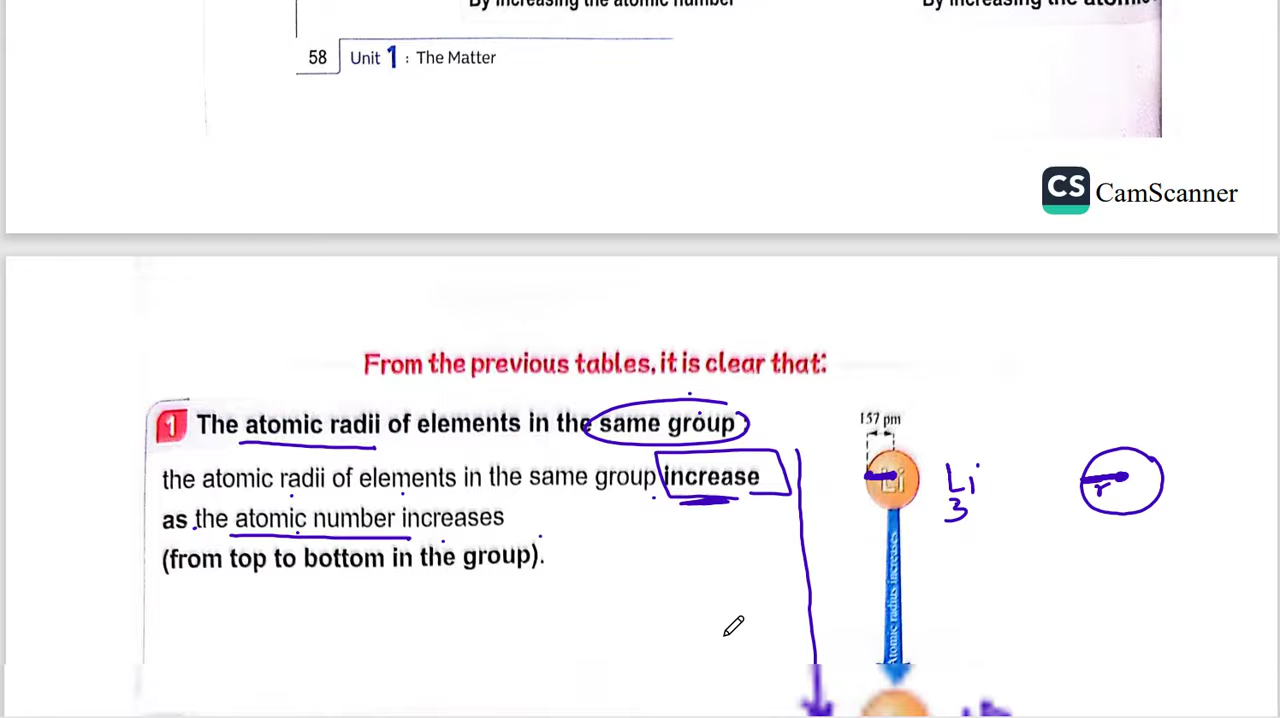 By increasing the atomic number
By increasing the atomic
58 Unit 1 : The Matter
CS CamScanner
From the previous tables, it is clear that:
1 The atomic radii of elements in the same group:
the atomic radii of elements in the same group increase
as the atomic number increases
(from top to bottom in the group).
157 pm
Li
Li
3
r
Atomic radius increases